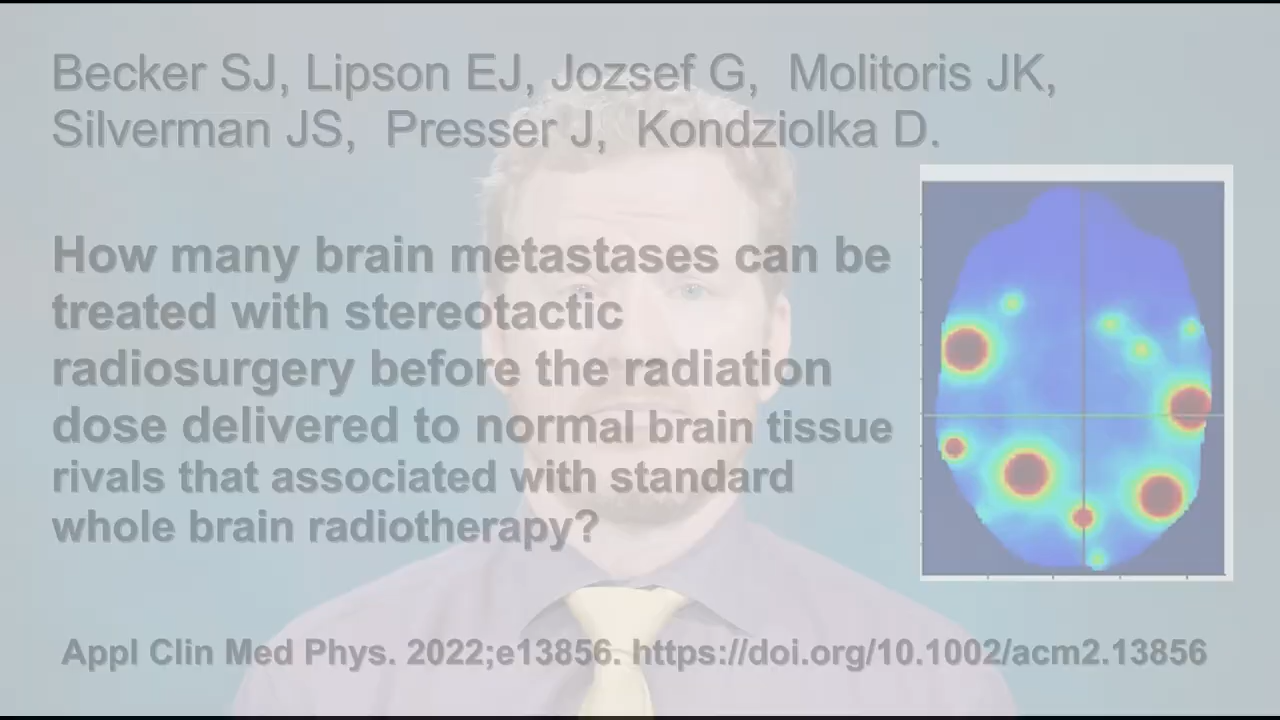 Becker SJ, Lipson EJ, Jozsef G, Molitoris JK,
Silverman JS, Presser J, Kondziolka D.
How many brain metastases can be
treated with stereotactic
radiosurgery before the radiation
dose delivered to normal brain tissue
rivals that associated with standard
whole brain radiotherapy?
Appl Clin Med Phys. 2022;e13856. https://doi.org/10.1002/acm2.13856